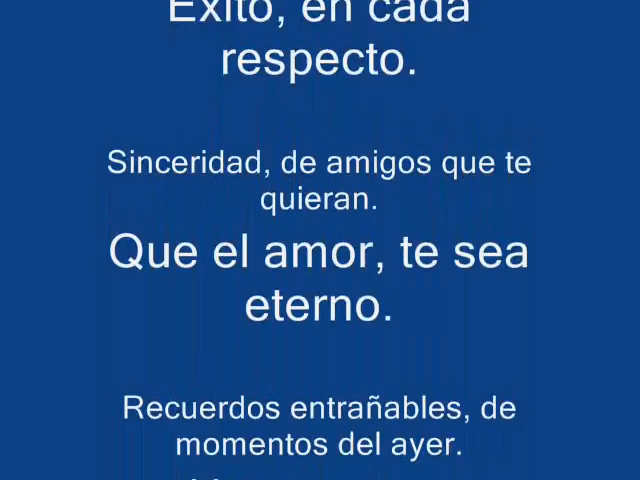 Éxito, en cada
respecto.
Sinceridad, de amigos que te
quieran.
Que el amor, te sea
eterno.
Recuerdos entrañables, de
momentos del ayer.